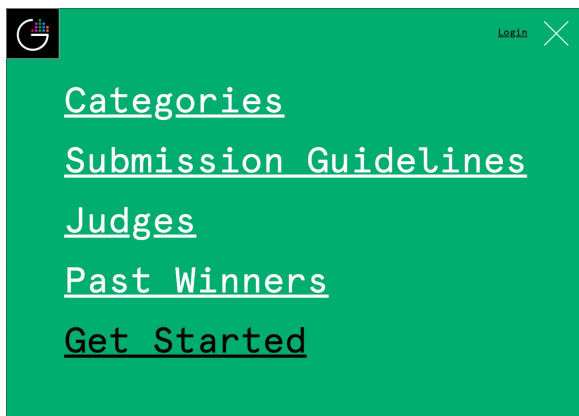 Login
Categories
Submission Guidelines
Judges
Past Winners
Get Started